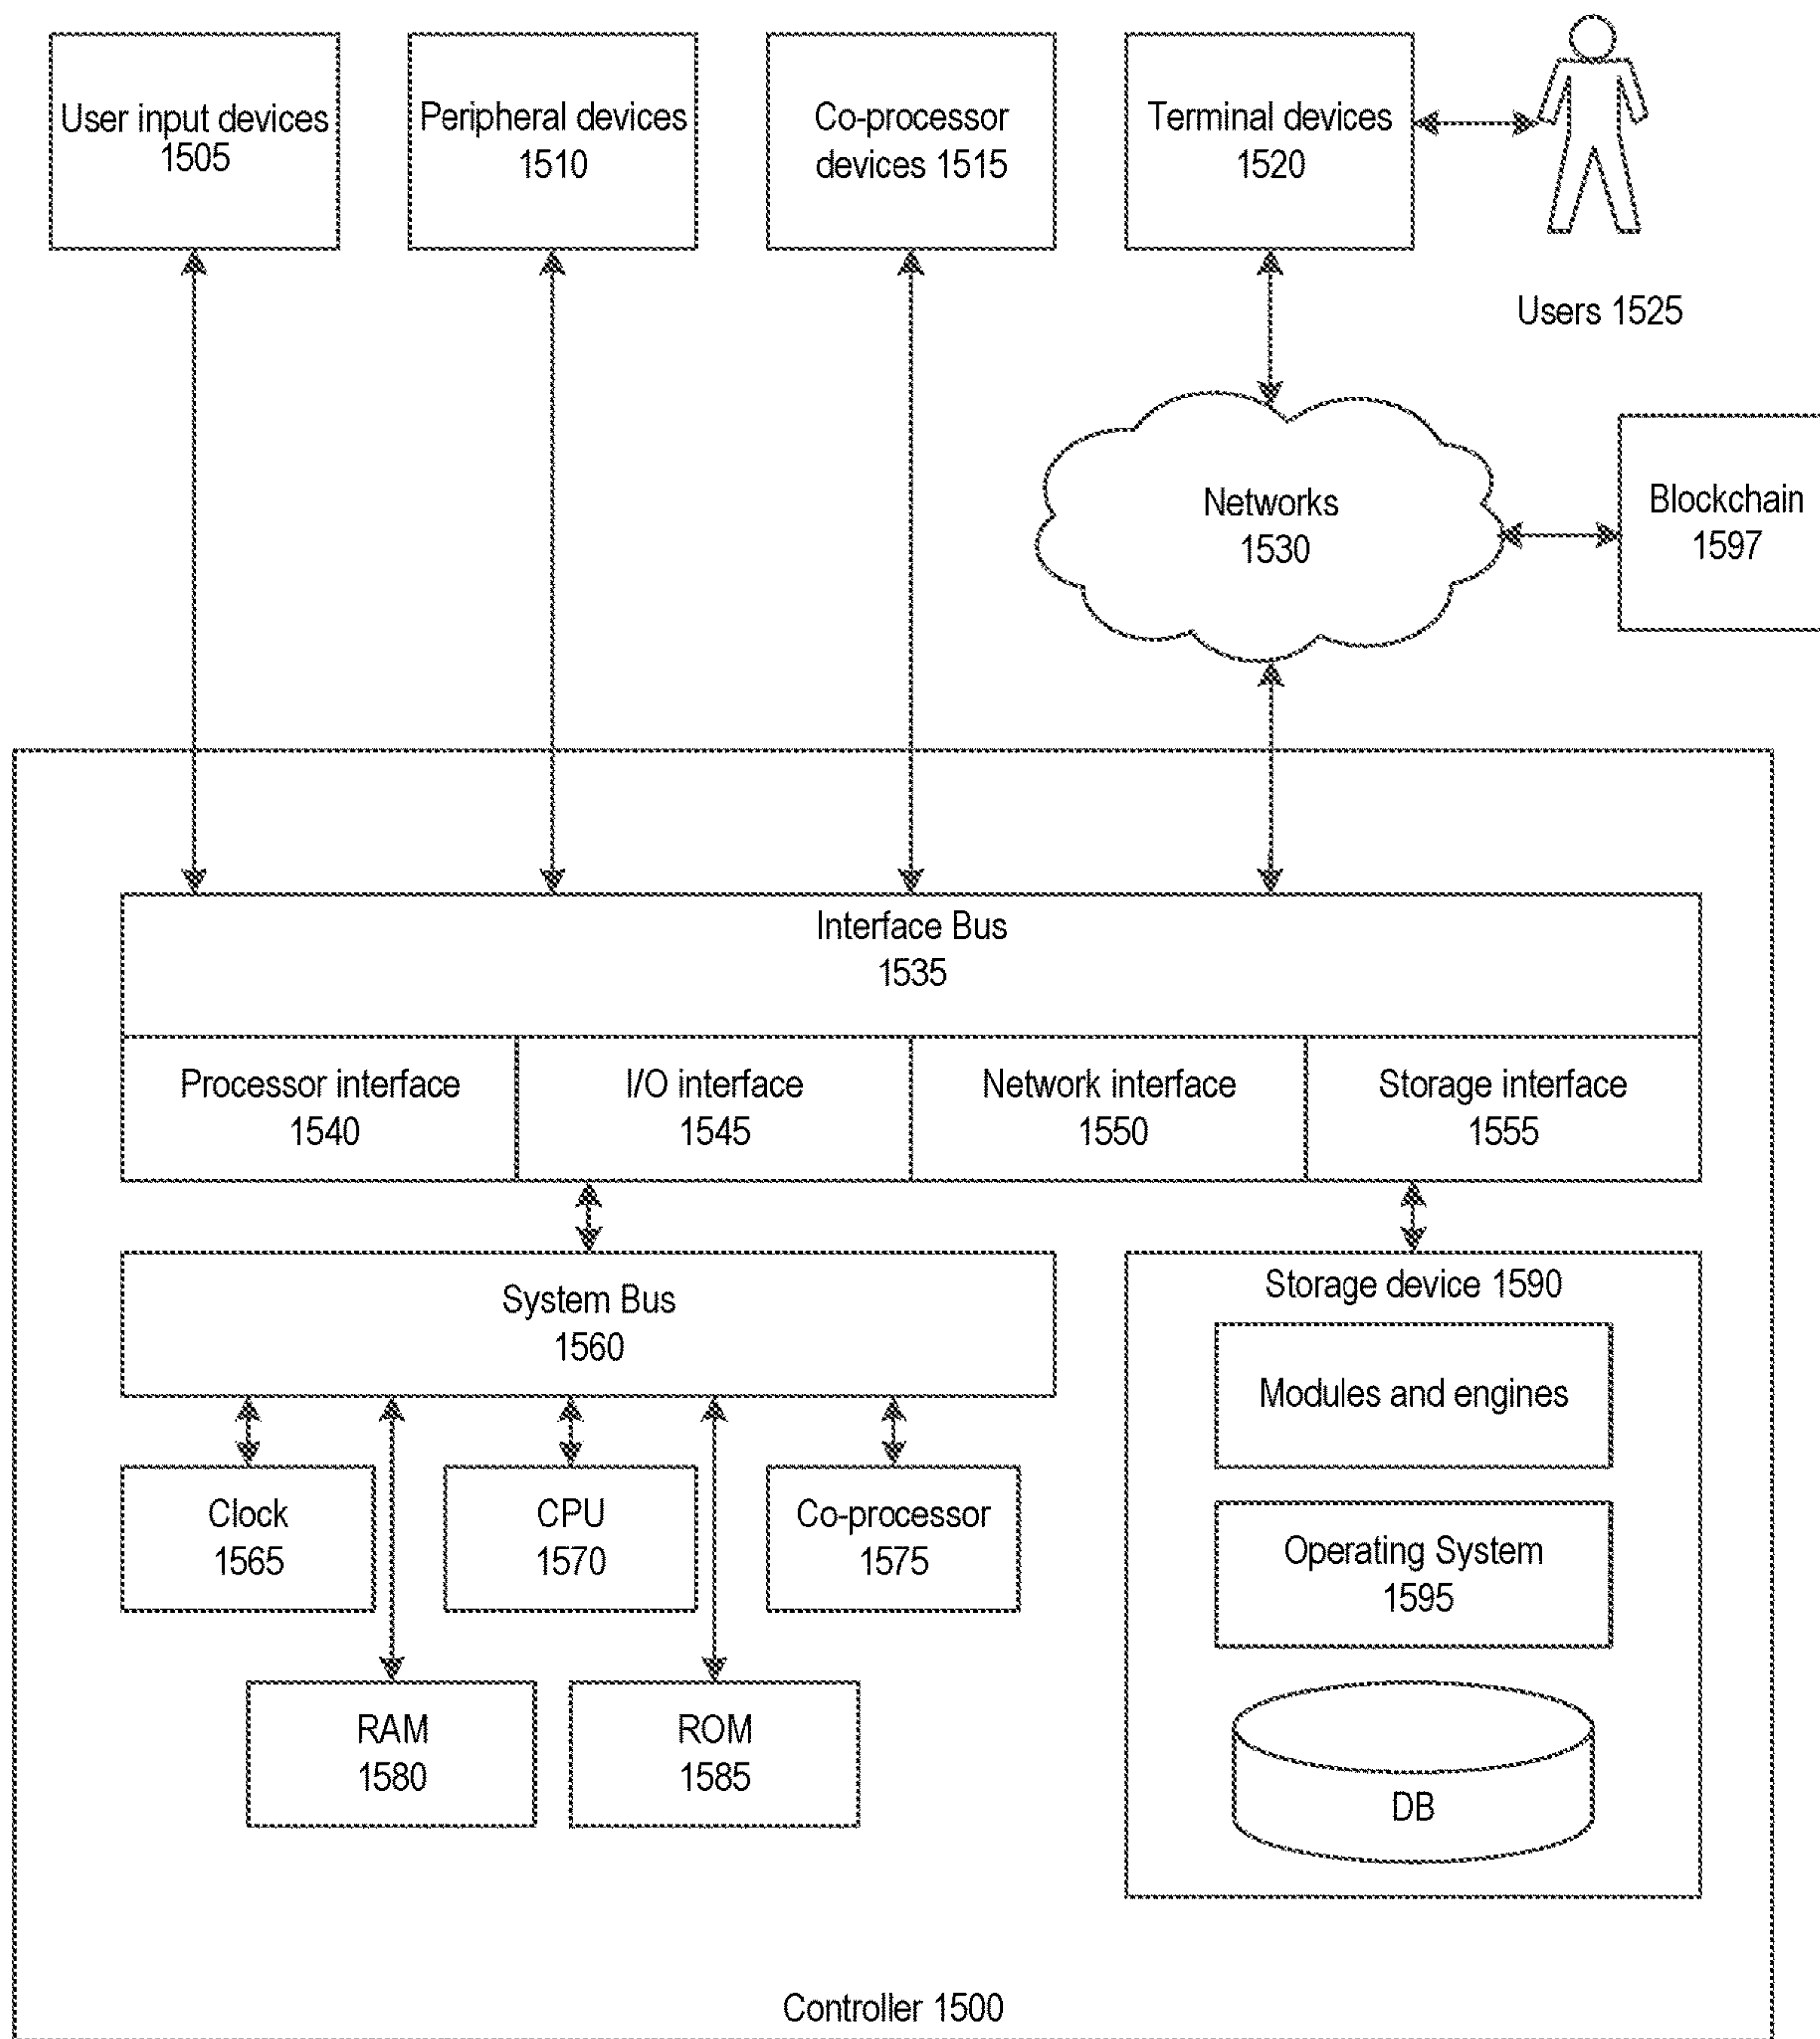 User input devices
1505
Peripheral devices
1510
Co-processor
devices 1515
Terminal devices
1520
Users 1525
Networks
1530
Blockchain
1597
Interface Bus
1535
Processor interface
1540
I/O interface
1545
Network interface
1550
Storage interface
1555
System Bus
1560
Storage device 1590
Modules and engines
Clock
1565
CPU
1570
Co-processor
1575
Operating System
1595
RAM
1580
ROM
1585
DB
Controller 1500